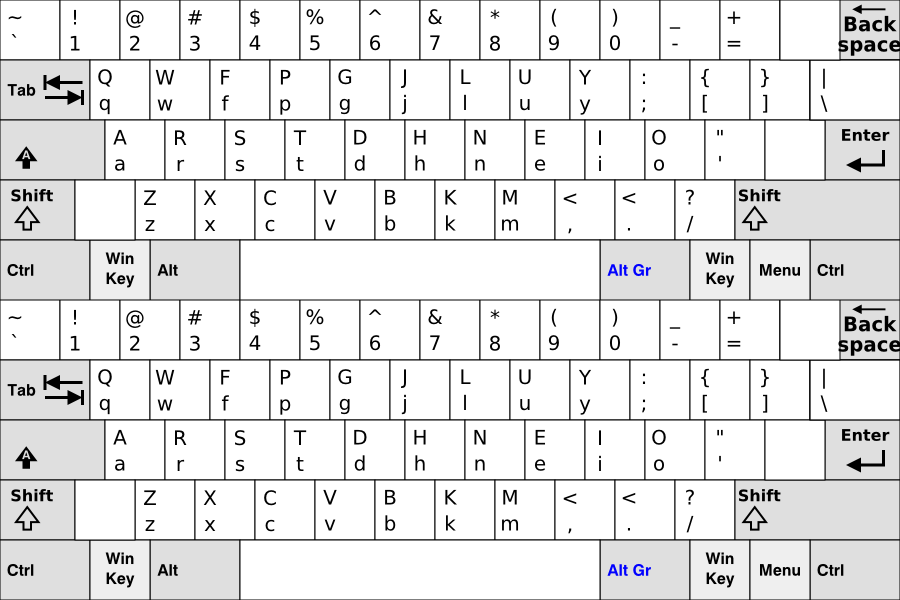 ~ ! @ # $ % ^ & * ( ) _ + Back
` 1 2 3 4 5 6 7 8 9 0 - = space
Tab Q W F P G J L U Y : { } |
q w f p g j l u y ; [ ] \
A A R S T D H N E I O " Enter
a r s t d h n e i o '
Shift Z X C V B K M < < ? Shift
z x c v b k m , . /
Ctrl Win Key Alt Alt Gr Win Key Menu Ctrl
~ ! @ # $ % ^ & * ( ) _ + Back
` 1 2 3 4 5 6 7 8 9 0 - = space
Tab Q W F P G J L U Y : { } |
q w f p g j l u y ; [ ] \
A A R S T D H N E I O " Enter
a r s t d h n e i o '
Shift Z X C V B K M < < ? Shift
z x c v b k m , . /
Ctrl Win Key Alt Alt Gr Win Key Menu Ctrl